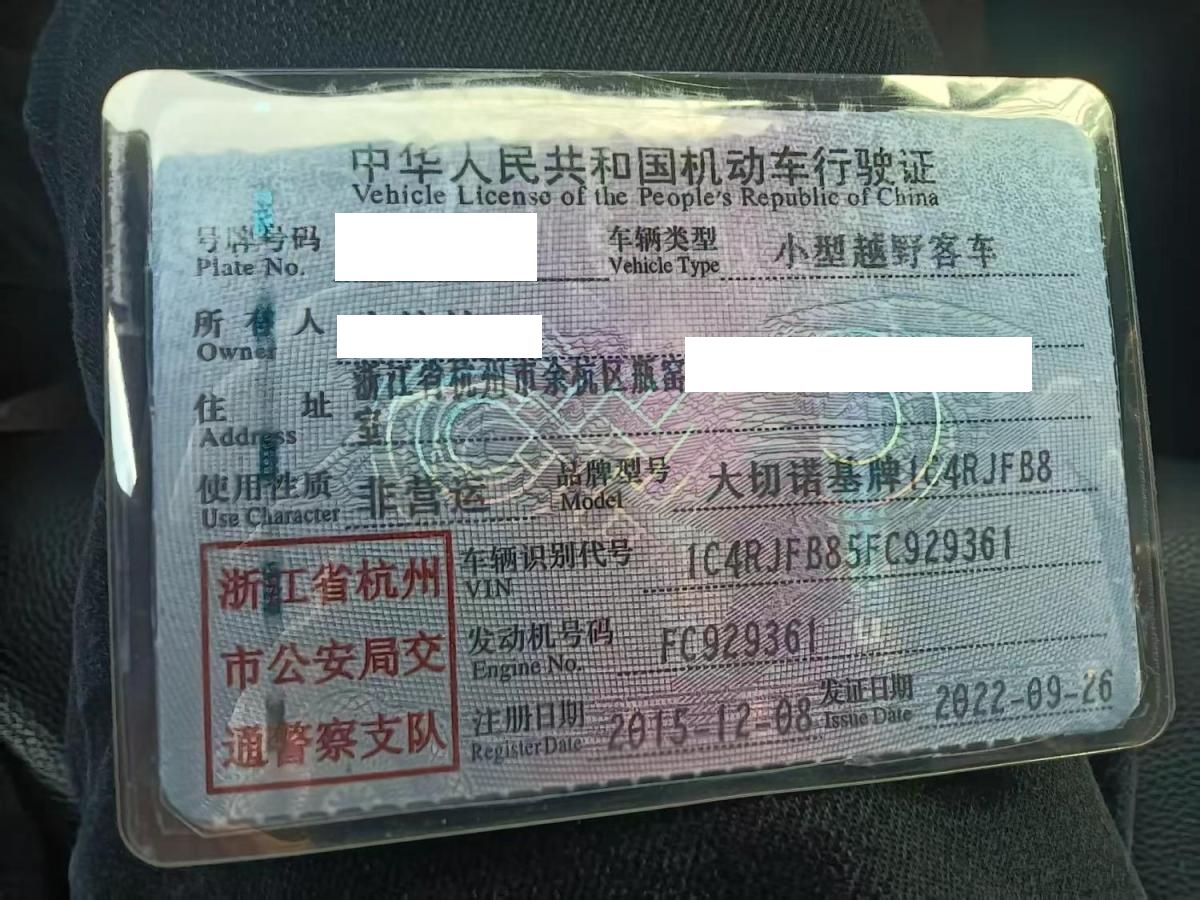 中华人民共和国机动车行驶证
Vehicle License of the People's Republic of China
号牌号码
Plate No.
车辆类型 小型越野客车
Vehicle Type
所有人
Owner
住址 浙江省杭州市余杭区瓶窑
Address
室
使用性质 非营运
Use Character
品牌型号 大切诺基牌1C4RJFB8
Model
浙江省杭州
市公安局交
通警察支队
车辆识别代号 1C4RJFB85FC929361
VIN
发动机号码 FC929361
Engine No.
注册日期 2015-12-08
Register Date
发证日期 2022-09-26
Issue Date